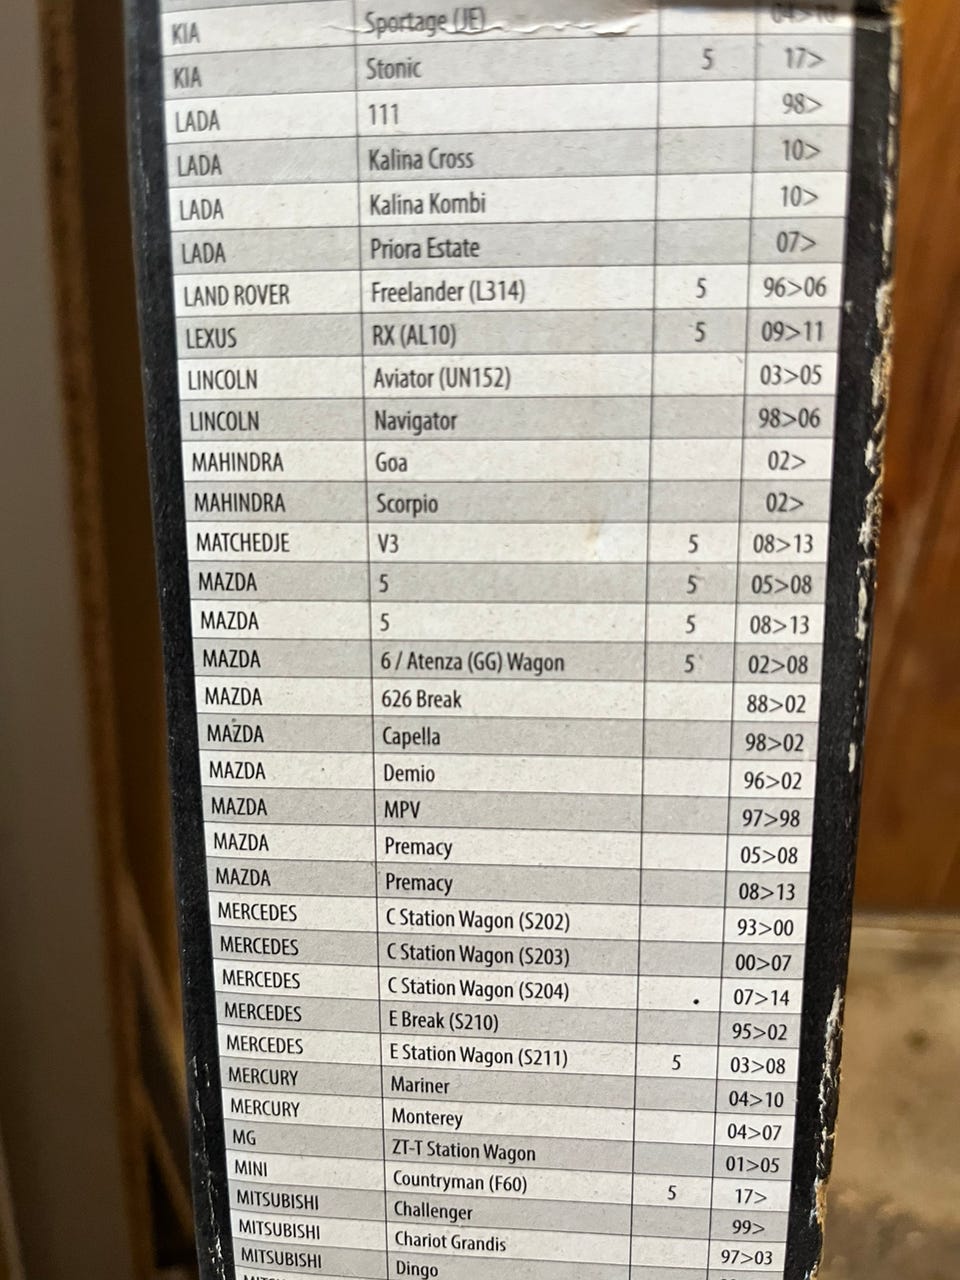 KIA Sportage (JE) 04>10
KIA Stonic 5 17>
LADA 111 98>
LADA Kalina Cross 10>
LADA Kalina Kombi 10>
LADA Priora Estate 07>
LAND ROVER Freelander (L314) 5 96>06
LEXUS RX (AL10) 5 09>11
LINCOLN Aviator (UN152) 03>05
LINCOLN Navigator 98>06
MAHINDRA Goa 02>
MAHINDRA Scorpio 02>
MATCHEDJE V3 5 08>13
MAZDA 5 5 05>08
MAZDA 5 5 08>13
MAZDA 6 / Atenza (GG) Wagon 5 02>08
MAZDA 626 Break 88>02
MAZDA Capella 98>02
MAZDA Demio 96>02
MAZDA MPV 97>98
MAZDA Premacy 05>08
MAZDA Premacy 08>13
MERCEDES C Station Wagon (S202) 93>00
MERCEDES C Station Wagon (S203) 00>07
MERCEDES C Station Wagon (S204) 07>14
MERCEDES E Break (S210) 95>02
MERCEDES E Station Wagon (S211) 5 03>08
MERCURY Mariner 04>10
MERCURY Monterey 04>07
MG ZT-T Station Wagon 01>05
MINI Countryman (F60) 5 17>
MITSUBISHI Challenger 99>
MITSUBISHI Chariot Grandis 97>03
MITSUBISHI Dingo